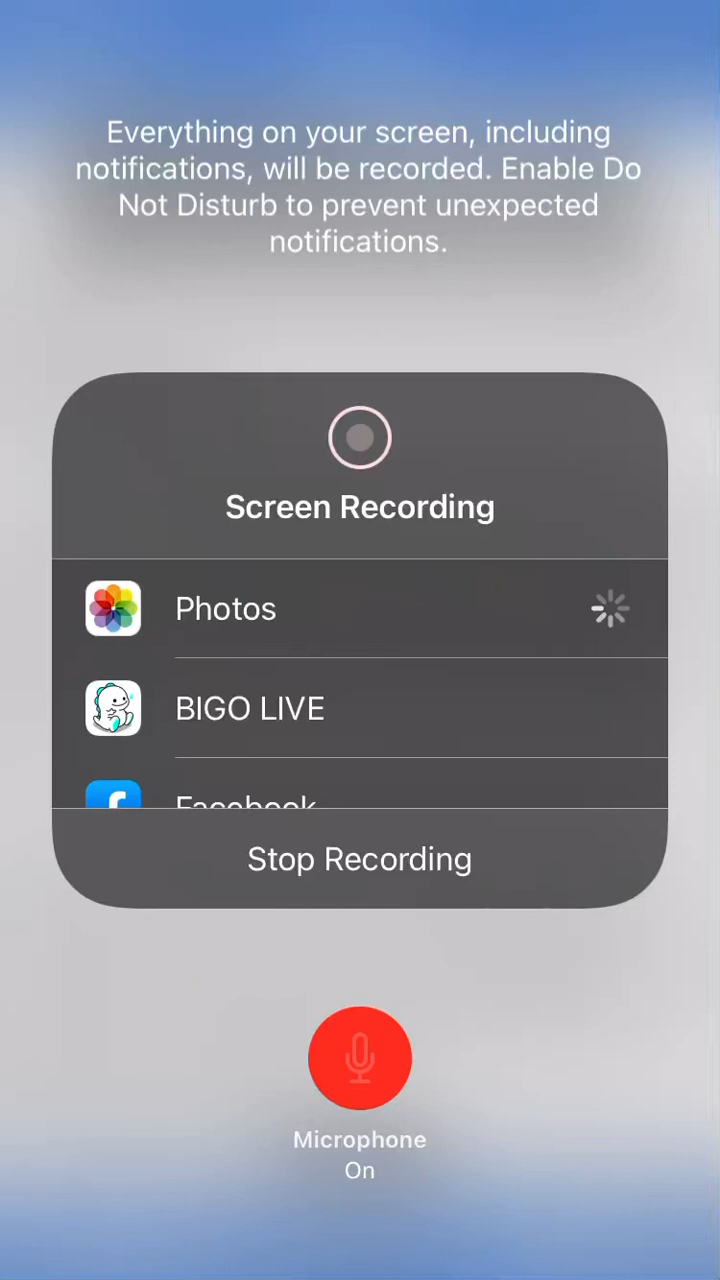 Everything on your screen, including
notifications, will be recorded. Enable Do
Not Disturb to prevent unexpected
notifications.
Screen Recording
Photos
BIGO LIVE
Facebook
Stop Recording
Microphone
On